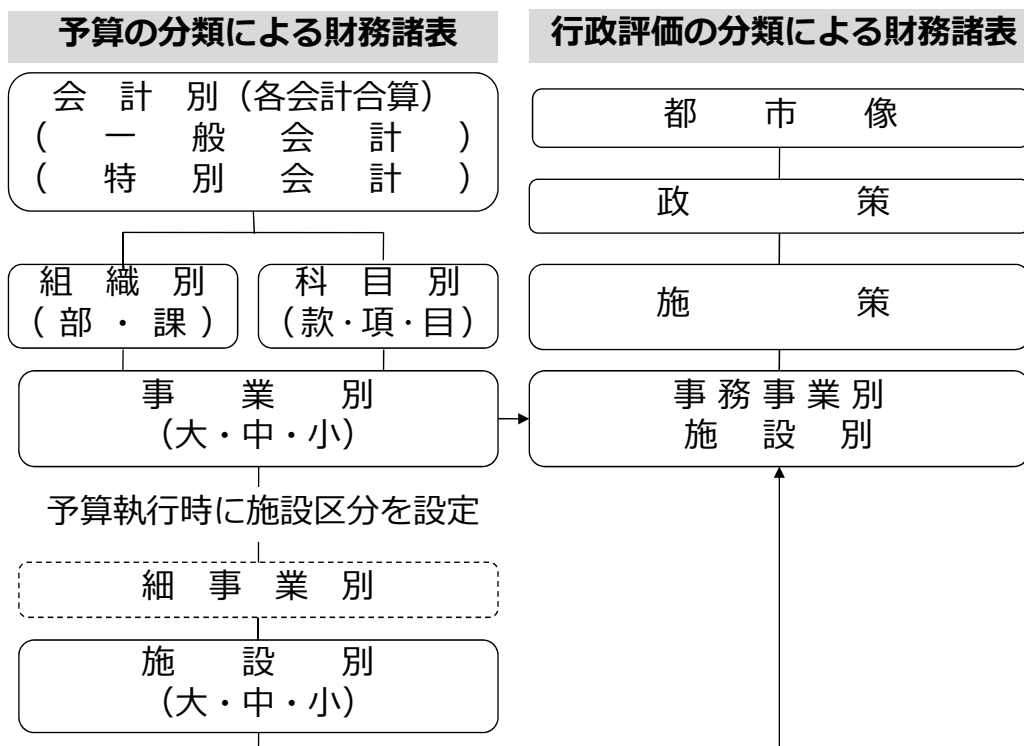 予算の分類による財務諸表
会計別（各会計合算）
（一般会計）
（特別会計）
組織別
（部・課）
科目別
（款・項・目）
事業別
（大・中・小）
予算執行時に施設区分を設定
細事業別
施設別
（大・中・小）
行政評価の分類による財務諸表
都市像
政策
施策
事務事業別
施設別